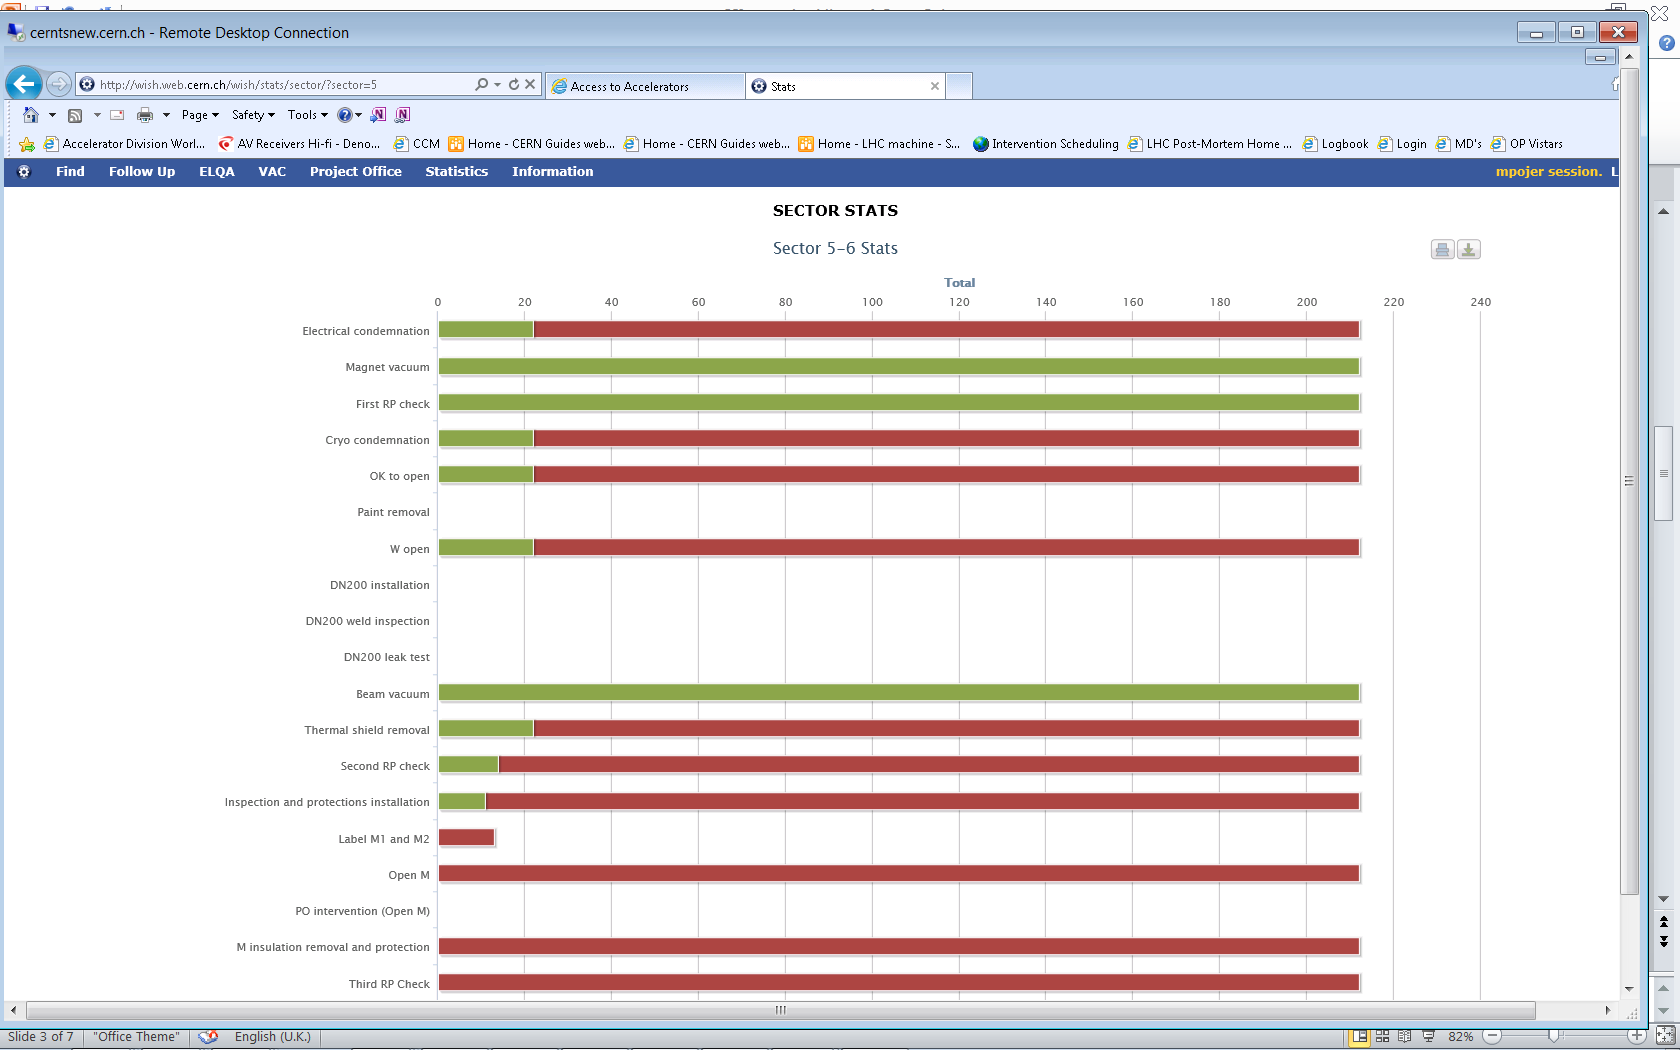 cerntsnew.cern.ch - Remote Desktop Connection
http://wish.web.cern.ch/wish/stats/sector/?sector=5
Access to Accelerators
Stats
Page
Safety
Tools
Accelerator Division Worl...
AV Receivers Hi-fi - Deno...
CCM
Home - CERN Guides web...
Home - CERN Guides web...
Home - LHC machine - S...
Intervention Scheduling
LHC Post-Mortem Home ...
Logbook
Login
MD's
OP Vistars
Find Follow Up ELQA VAC Project Office Statistics Information
mpojer session. L
SECTOR STATS
Sector 5-6 Stats
Total
0 20 40 60 80 100 120 140 160 180 200 220 240
Electrical condemnation
Magnet vacuum
First RP check
Cryo condemnation
OK to open
Paint removal
W open
DN200 installation
DN200 weld inspection
DN200 leak test
Beam vacuum
Thermal shield removal
Second RP check
Inspection and protections installation
Label M1 and M2
Open M
PO intervention (Open M)
M insulation removal and protection
Third RP Check
Slide 3 of 7
"Office Theme"
English (U.K.)
82%